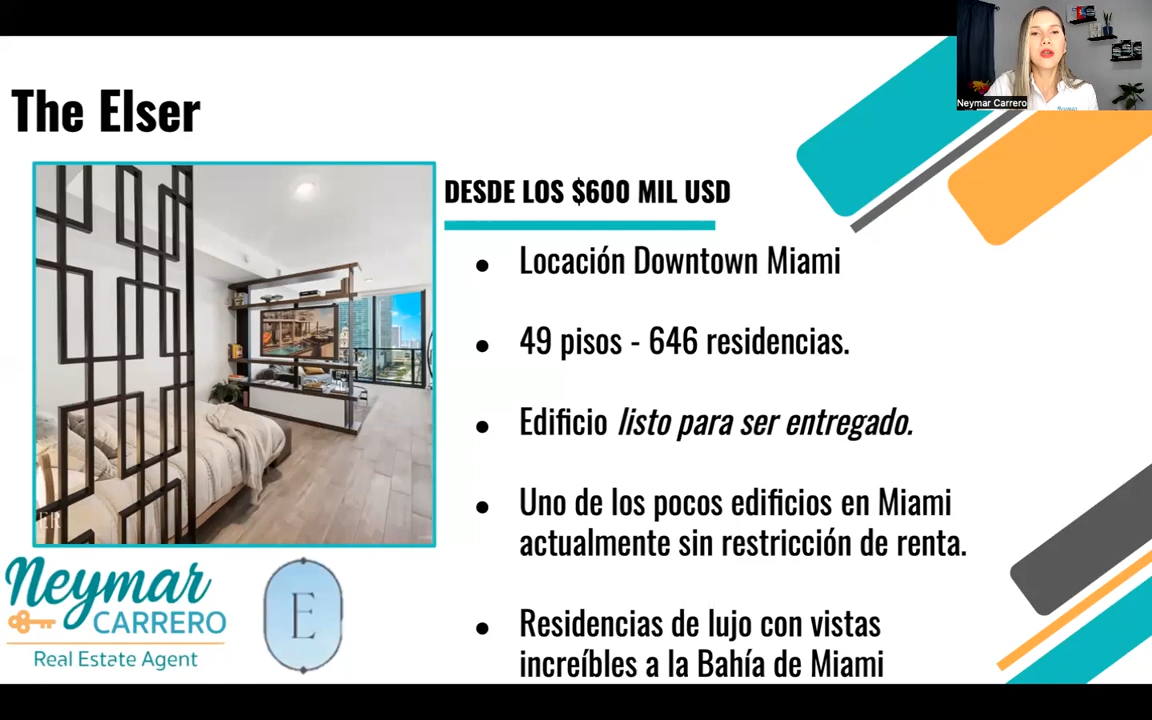 Neymar Carrero
The Elser
DESDE LOS $600 MIL USD
Locación Downtown Miami
49 pisos - 646 residencias.
Edificio listo para ser entregado.
Uno de los pocos edificios en Miami
actualmente sin restricción de renta.
Residencias de lujo con vistas
increíbles a la Bahía de Miami
ER
Neymar
CARRERO
Real Estate Agent
E